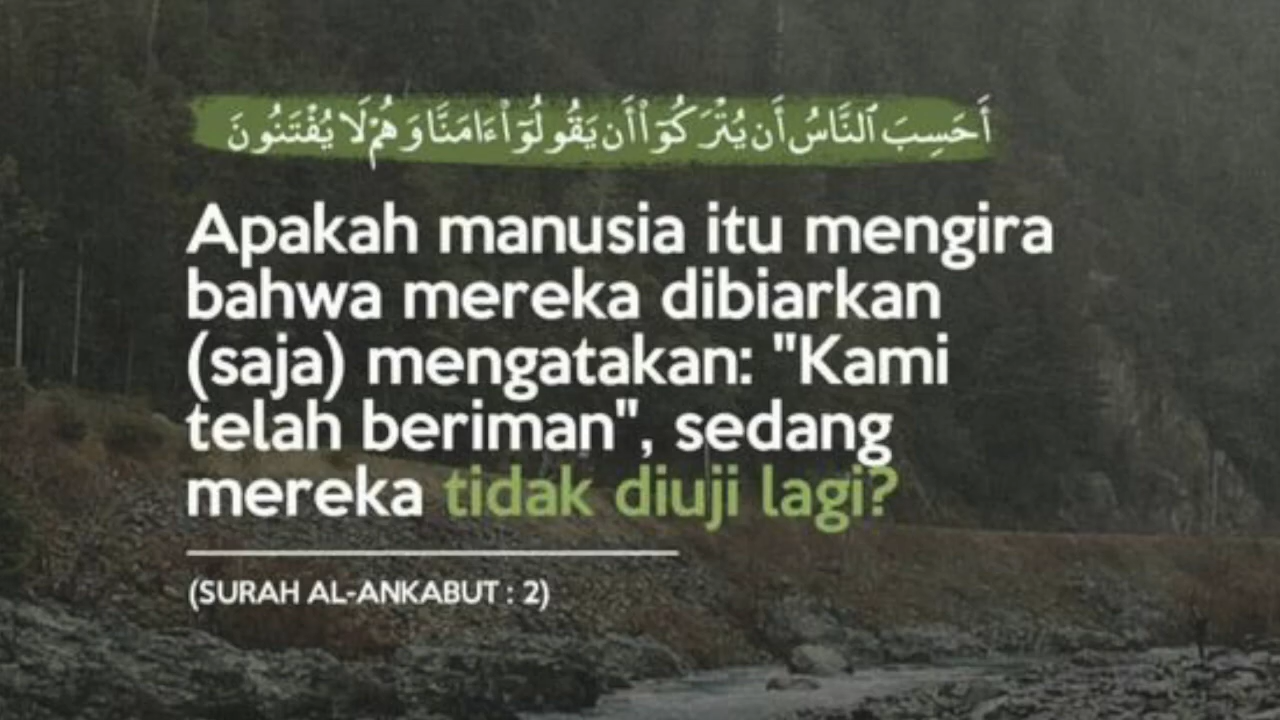 أَحَسِبَ ٱلنَّاسُ أَن يُتْرَكُوٓا۟ أَن يَقُولُوٓا۟ ءَامَنَّا وَهُمْ لَا يُفْتَنُونَ
Apakah manusia itu mengira
bahwa mereka dibiarkan
(saja) mengatakan: "Kami
telah beriman", sedang
mereka tidak diuji lagi?
(SURAH AL-ANKABUT : 2)